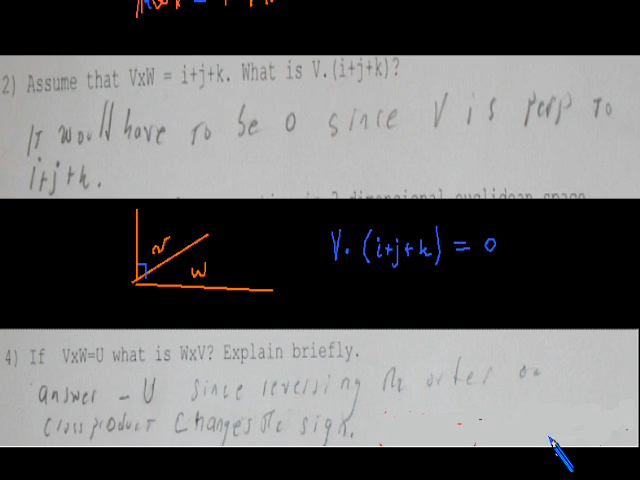 2) Assume that VxW = i+j+k. What is V.(i+j+k)?
It would have to be 0 since V is perp to
i+j+k.
V
W
V · (i+j+k) = 0
4) If VxW=U what is WxV? Explain briefly.
answer - U since reversing the order on
cross product changes the sign.